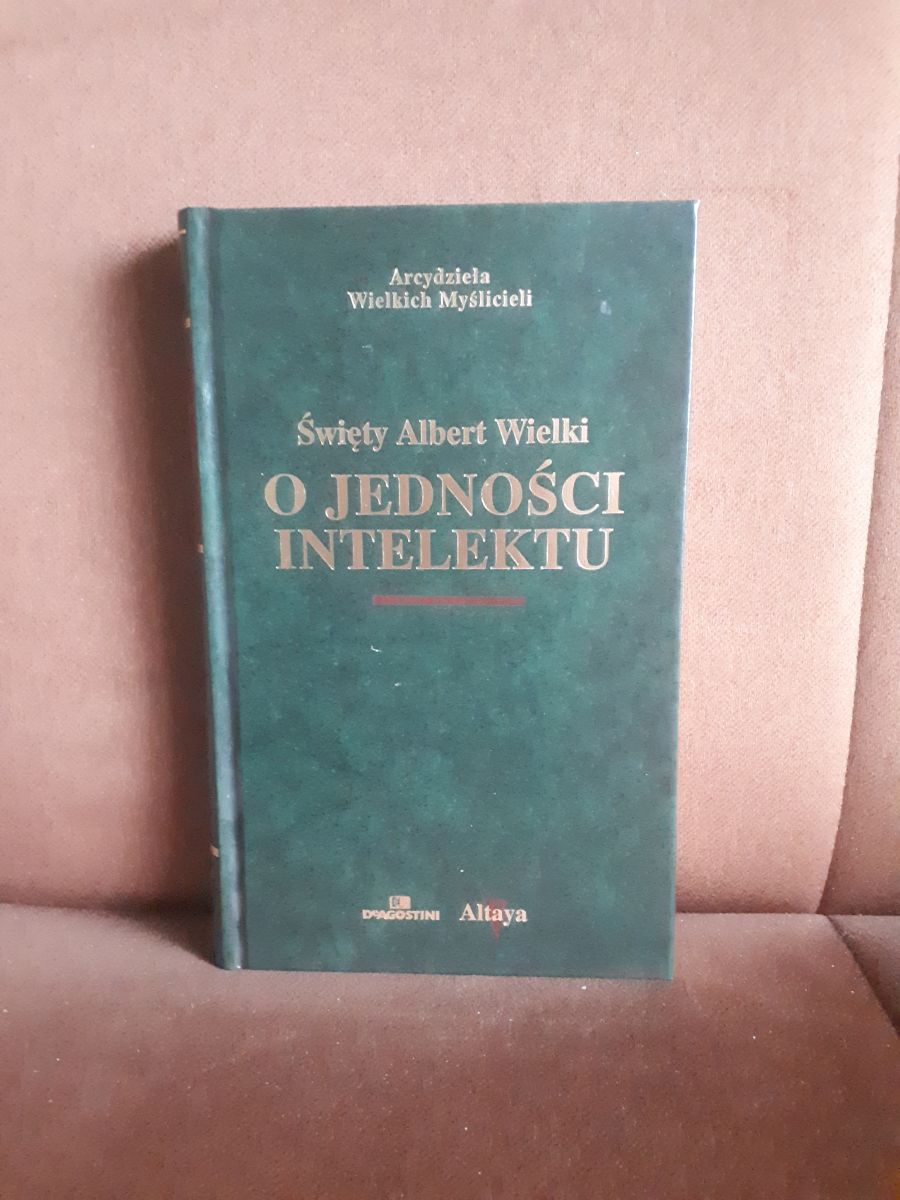 Arcydzieła
Wielkich Myślicieli
Święty Albert Wielki
O JEDNOŚCI
INTELEKTU
DEAGOSTINI Altaya